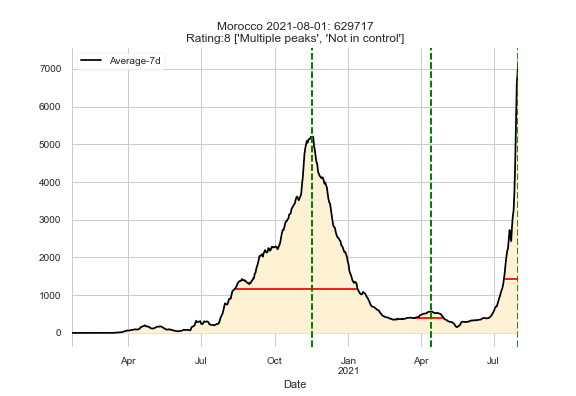 Morocco 2021-08-01: 629717
Rating:8 ['Multiple peaks', 'Not in control']
Average-7d
7000
6000
5000
4000
3000
2000
1000
0
Apr Jul Oct Jan Apr Jul
2021
Date